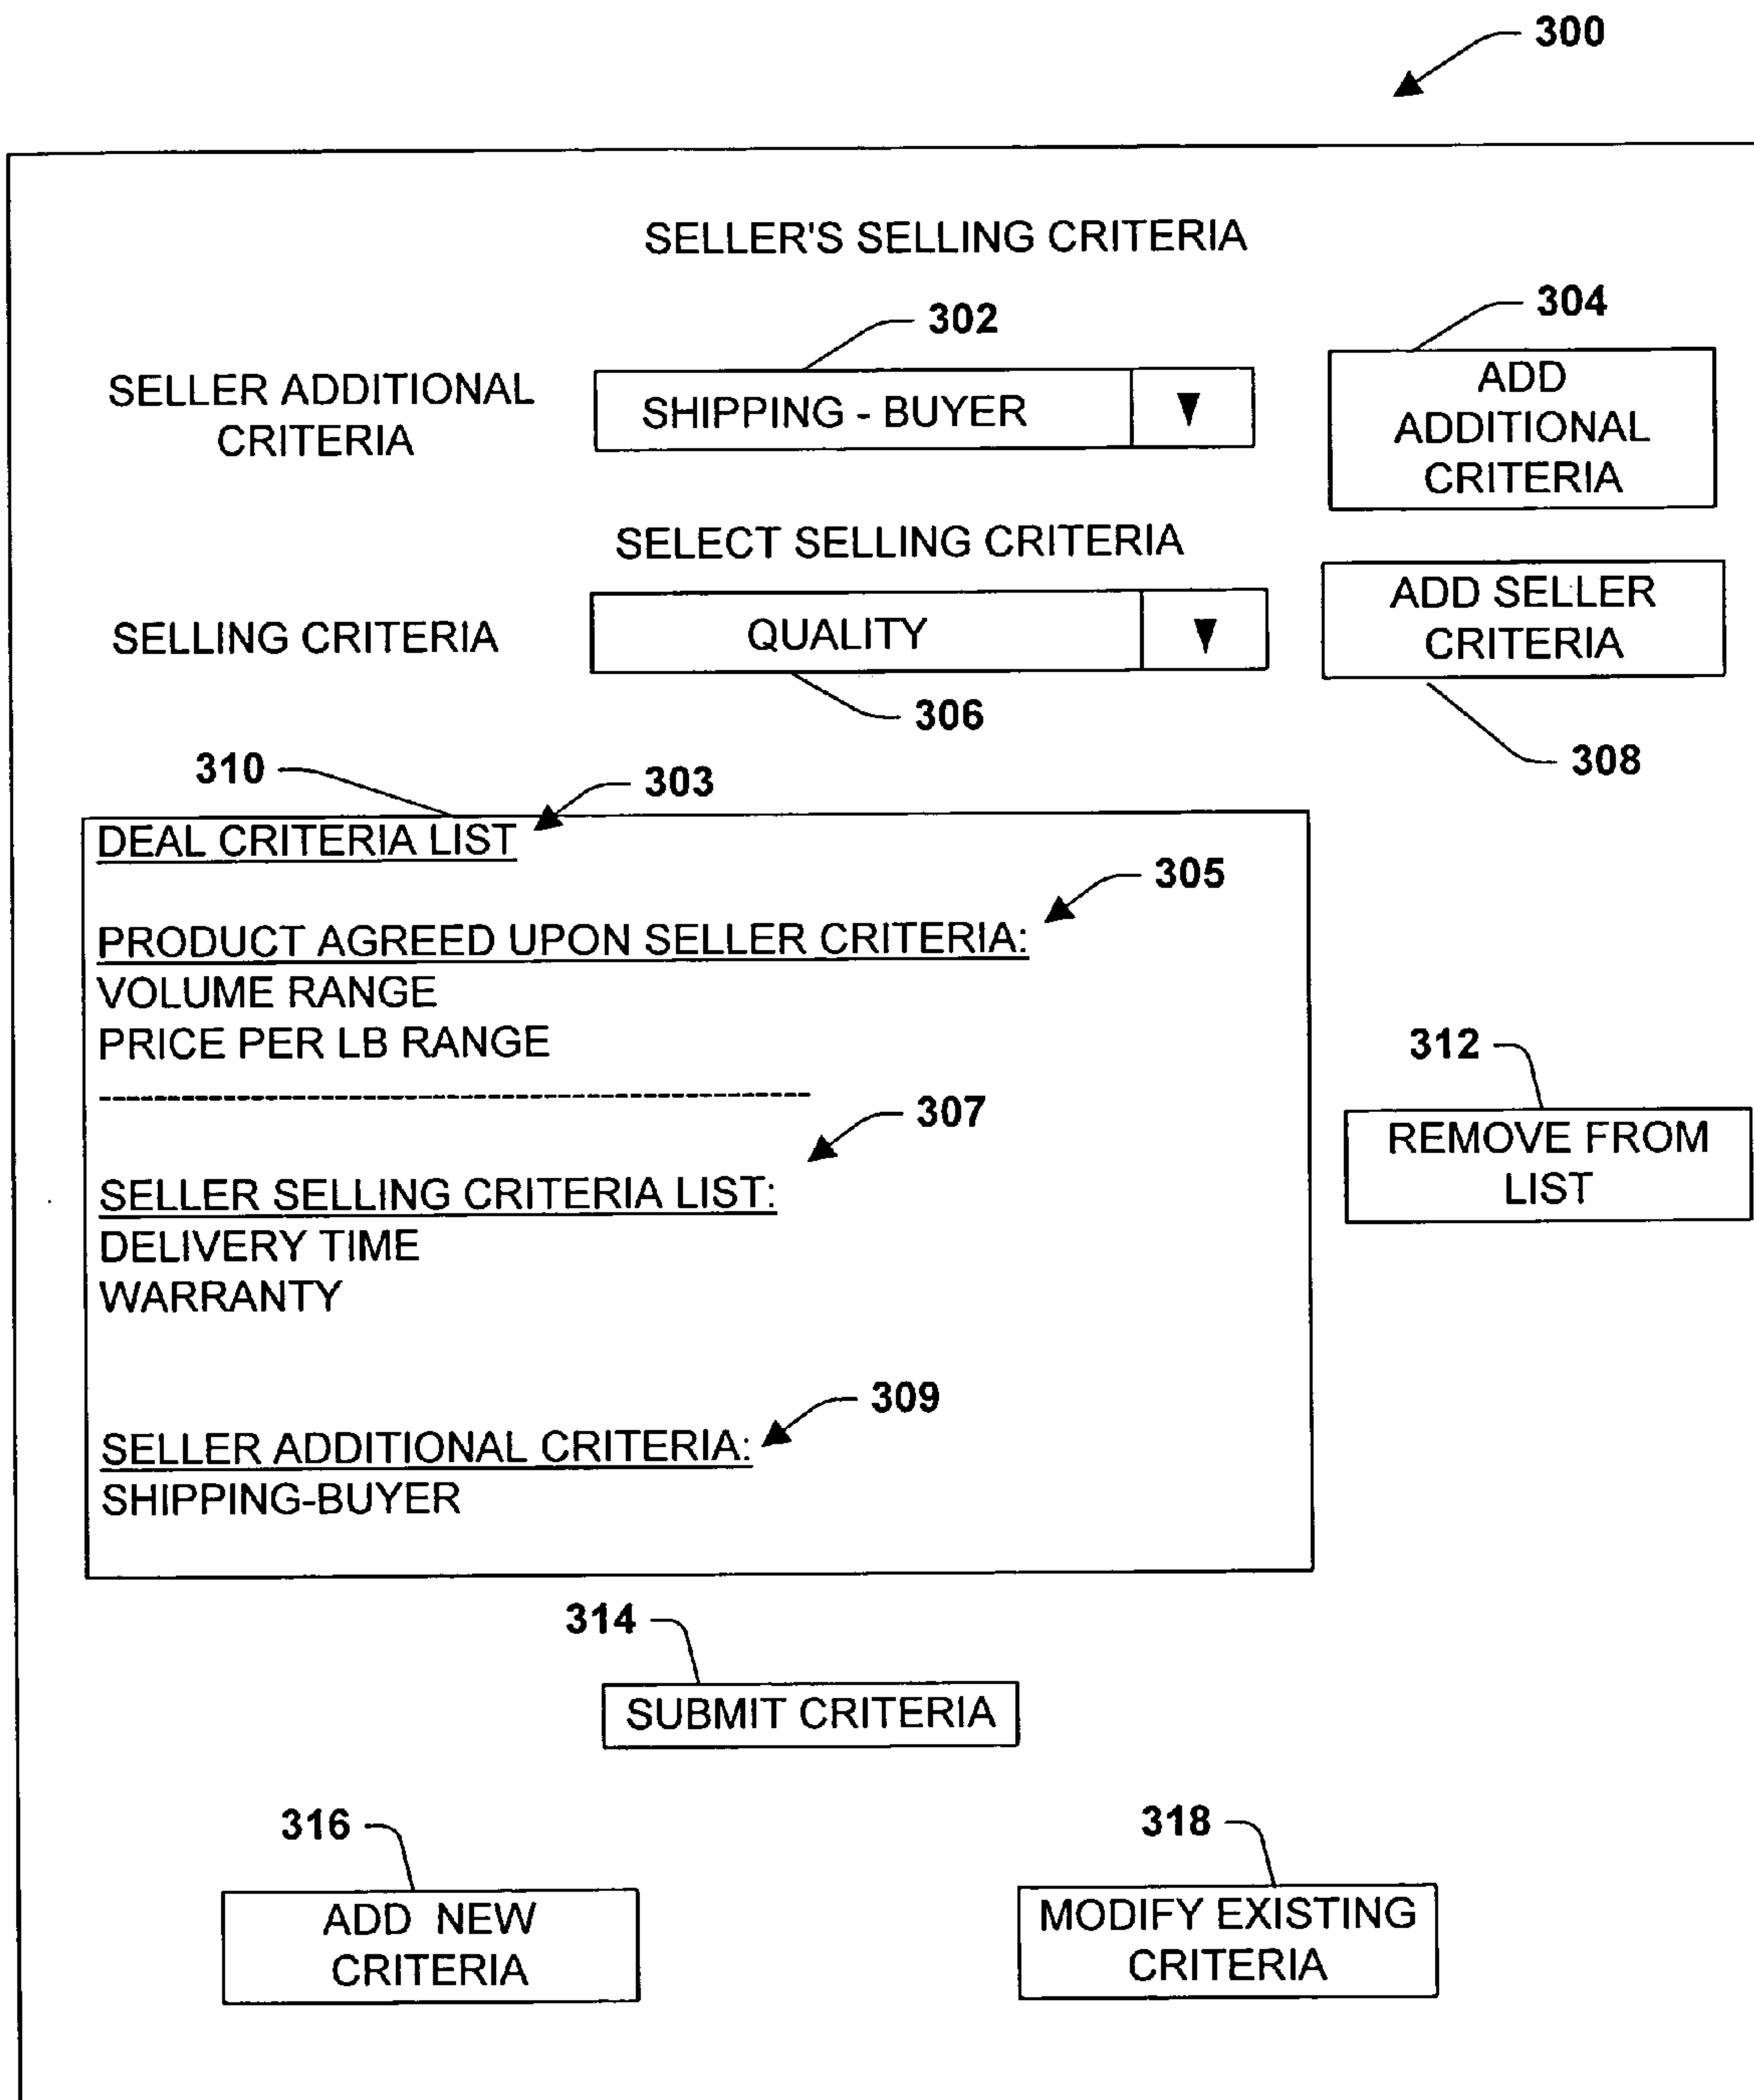 300
SELLER'S SELLING CRITERIA
302
304
SELLER ADDITIONAL
CRITERIA
SHIPPING - BUYER
ADD
ADDITIONAL
CRITERIA
SELECT SELLING CRITERIA
SELLING CRITERIA
QUALITY
ADD SELLER
CRITERIA
306
308
310
303
DEAL CRITERIA LIST
305
PRODUCT AGREED UPON SELLER CRITERIA:
VOLUME RANGE
PRICE PER LB RANGE
312
307
REMOVE FROM
LIST
SELLER SELLING CRITERIA LIST:
DELIVERY TIME
WARRANTY
309
SELLER ADDITIONAL CRITERIA:
SHIPPING-BUYER
314
SUBMIT CRITERIA
316
318
ADD NEW
CRITERIA
MODIFY EXISTING
CRITERIA